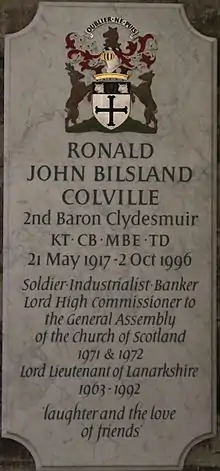 OUBLIER·NE·PUIS
RONALD
JOHN BILSLAND
COLVILLE
2nd Baron Clydesmuir
KT·CB·MBE·TD
21 May 1917-2 Oct 1996
Soldier·Industrialist·Banker
Lord High Commissioner to
the General Assembly
of the church of Scotland
1971 & 1972
Lord Lieutenant of Lanarkshire
1963-1992
'laughter and the love
of friends'